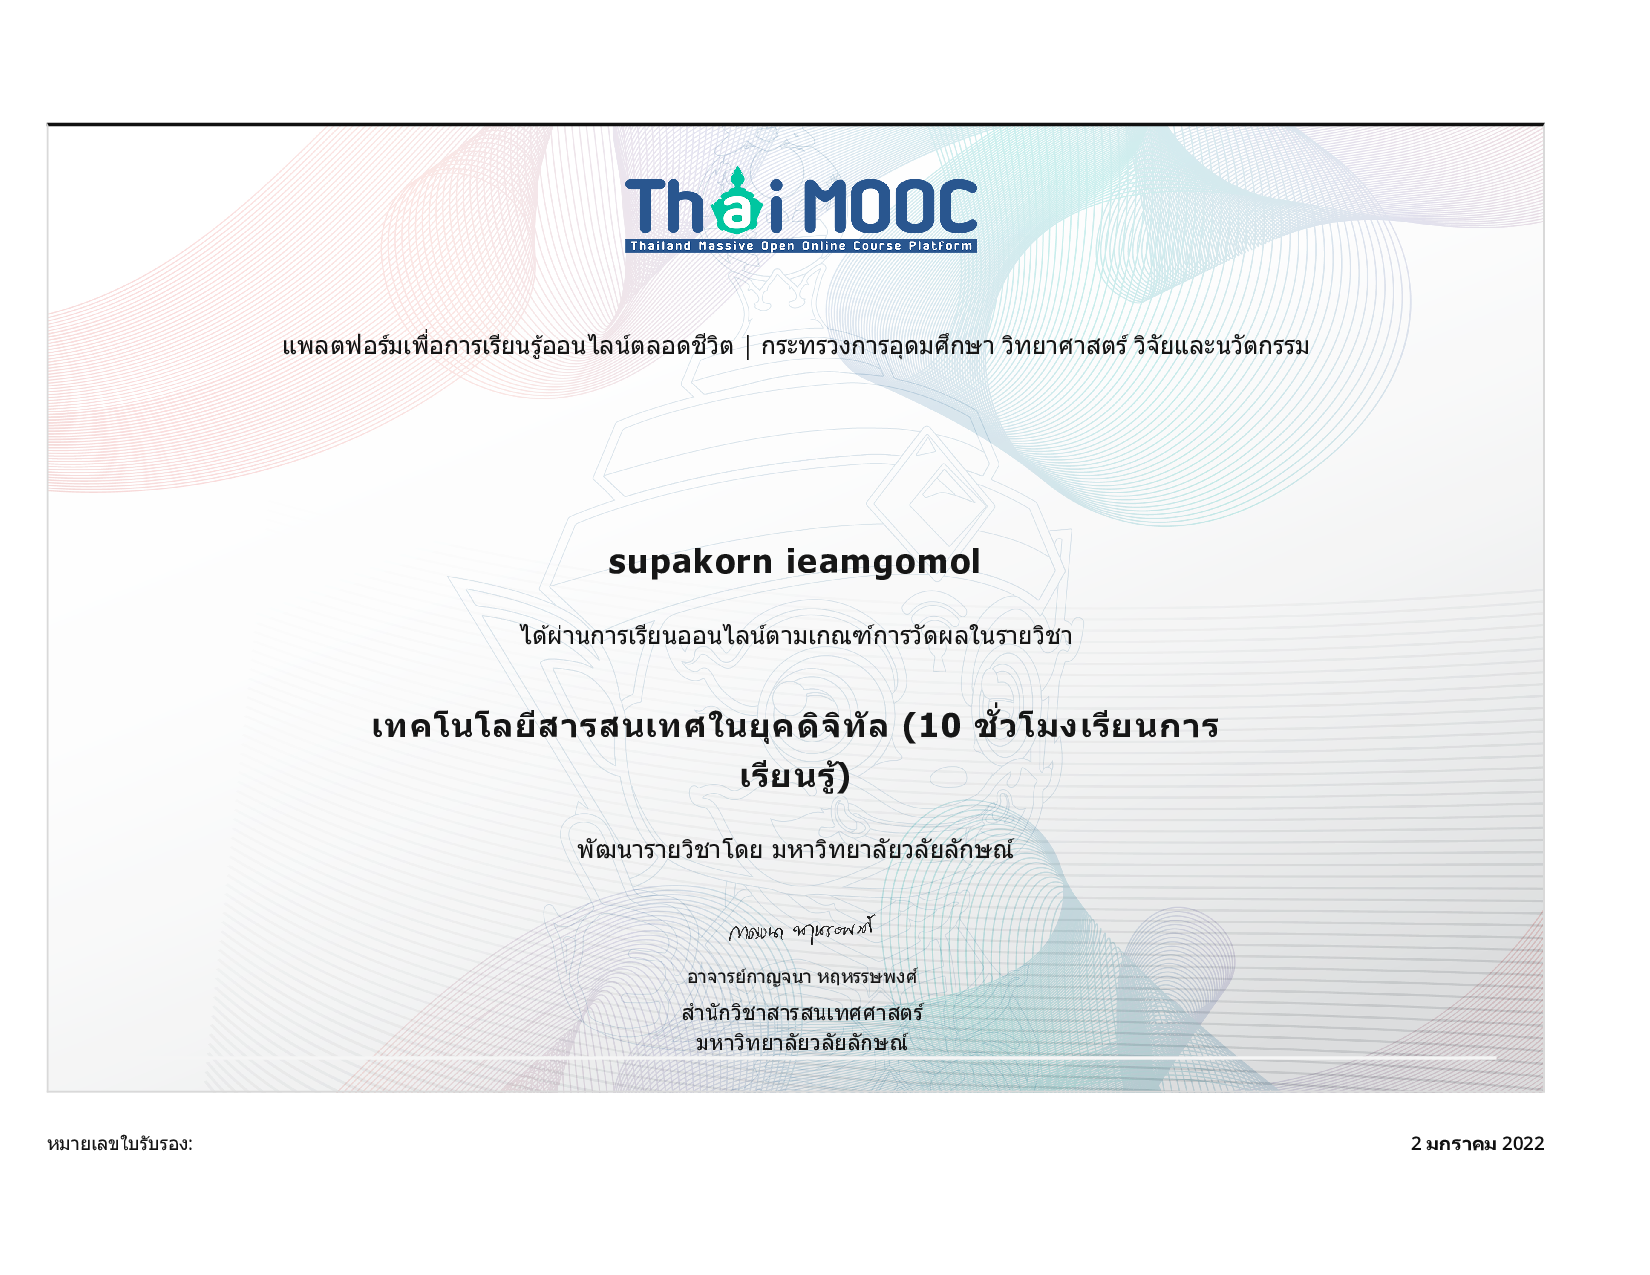 Thai MOOC
Thailand Massive Open Online Course Platform
แพลตฟอร์มเพื่อการเรียนรู้ออนไลน์ตลอดชีวิต | กระทรวงการอุดมศึกษา วิทยาศาสตร์ วิจัยและนวัตกรรม
supakorn ieamgomol
ได้ผ่านการเรียนออนไลน์ตามเกณฑ์การวัดผลในรายวิชา
เทคโนโลยีสารสนเทศในยุคดิจิทัล (10 ชั่วโมงเรียนการ
เรียนรู้)
พัฒนารายวิชาโดย มหาวิทยาลัยวลัยลักษณ์
กาญจนา หฤหรรษพงศ์
อาจารย์กาญจนา หฤหรรษพงศ์
สำนักวิชาสารสนเทศศาสตร์
มหาวิทยาลัยวลัยลักษณ์
หมายเลขใบรับรอง:
2 มกราคม 2022